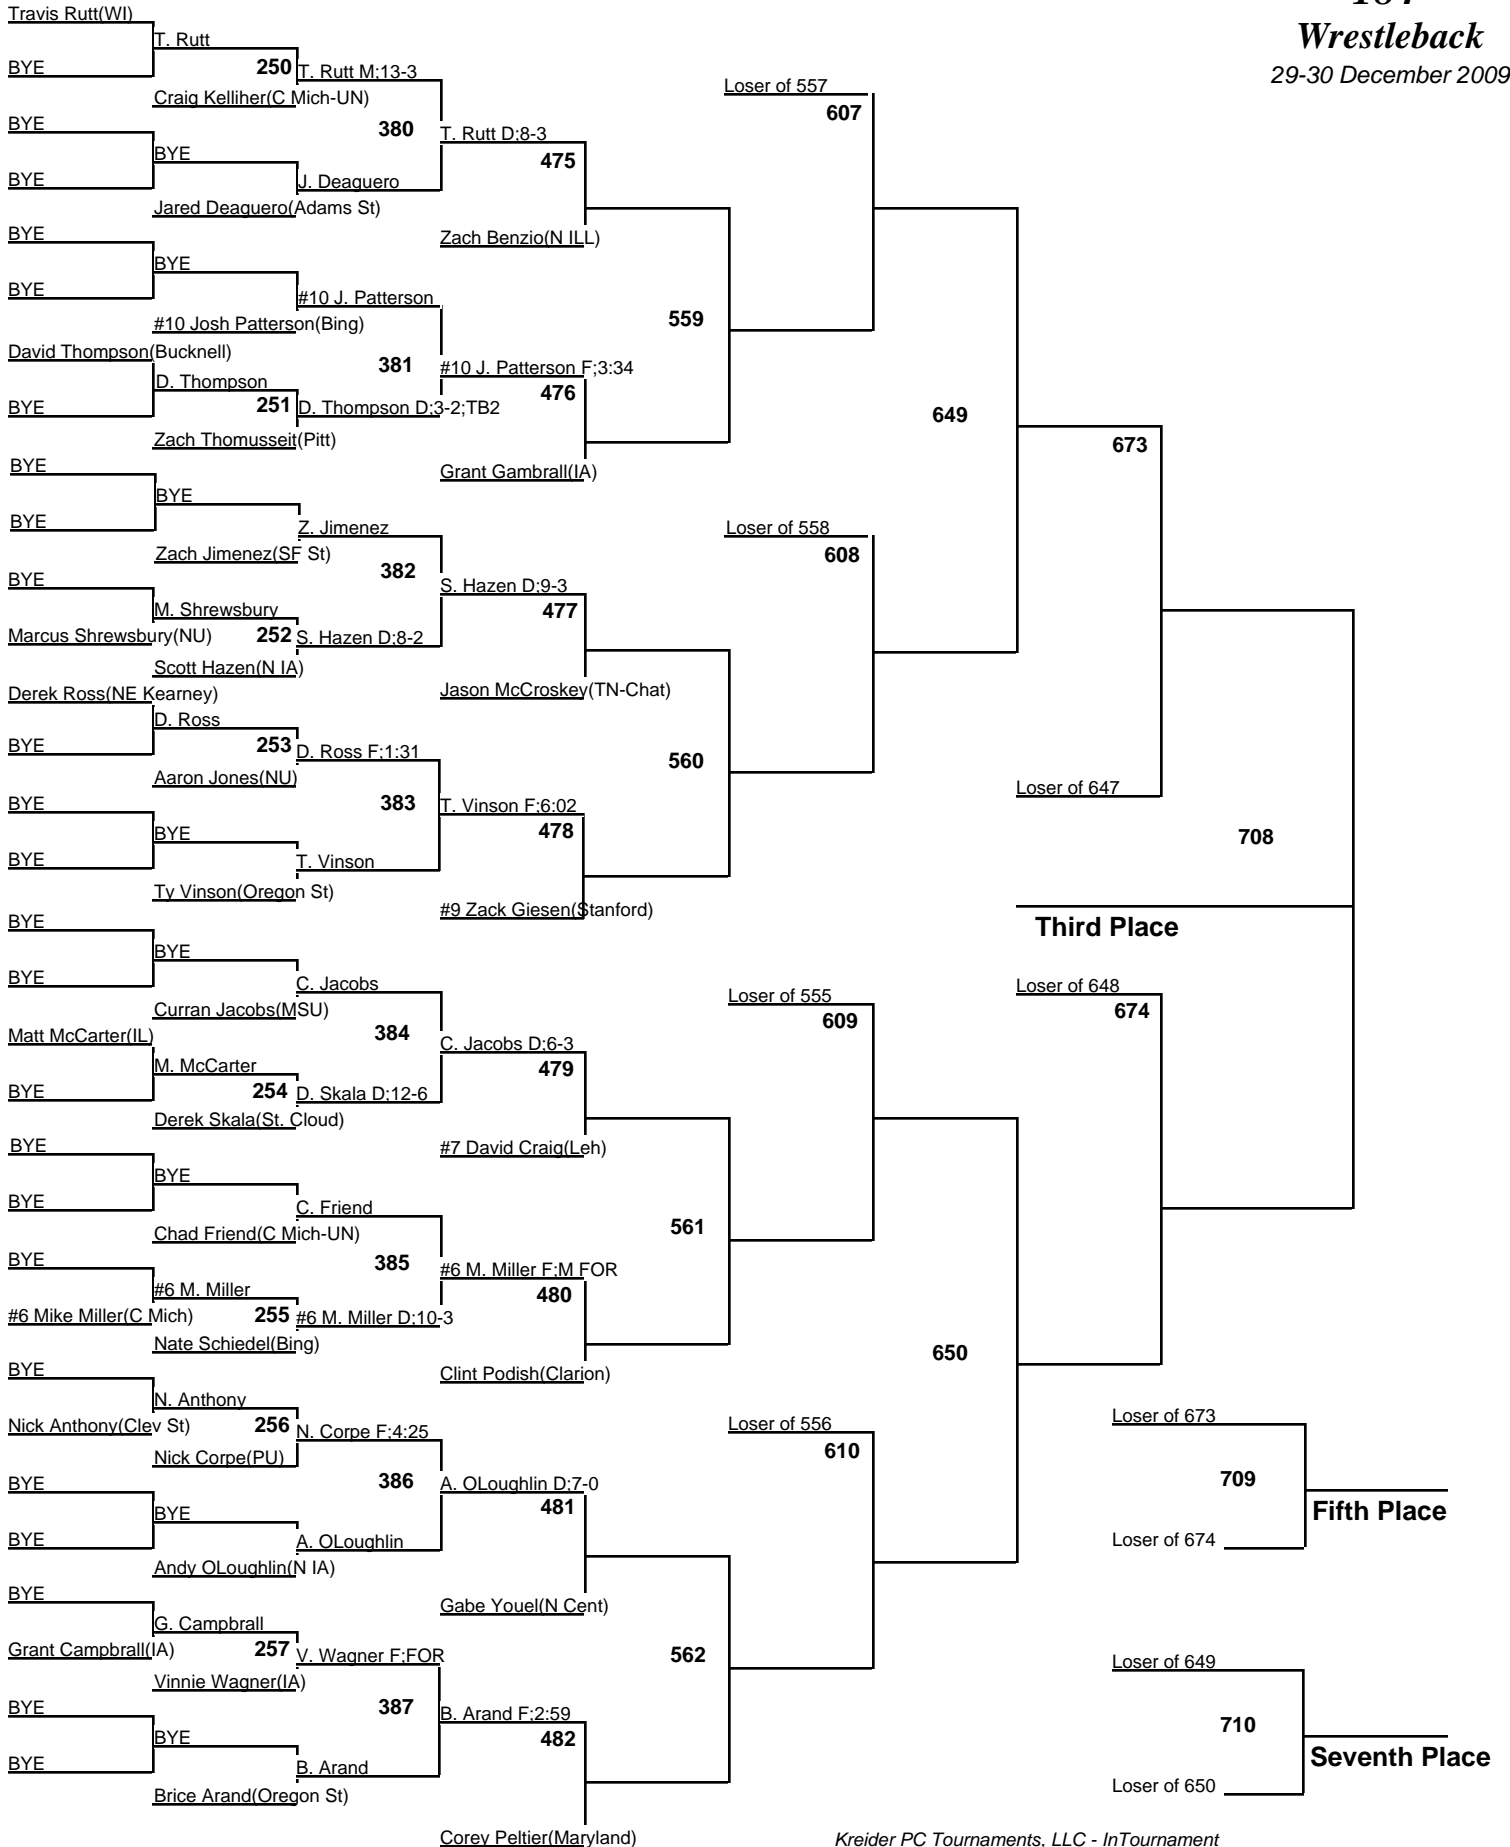 Travis Rutt(WI)
T. Rutt
BYE
250
T. Rutt M;13-3
Craig Kelliher(C Mich-UN)
BYE
380
T. Rutt D;8-3
BYE
475
BYE
J. Deaguero
Jared Deaguero(Adams St)
BYE
Zach Benzio(N ILL)
BYE
BYE
#10 J. Patterson
#10 Josh Patterson(Bing)
559
David Thompson(Bucknell)
381
#10 J. Patterson F;3:34
D. Thompson
476
BYE
251
D. Thompson D;3-2;TB2
Zach Thomusseit(Pitt)
Grant Gambrall(IA)
BYE
BYE
BYE
Z. Jimenez
Zach Jimenez(SF St)
382
BYE
S. Hazen D;9-3
M. Shrewsbury
477
Marcus Shrewsbury(NU)
252
S. Hazen D;8-2
Scott Hazen(N IA)
Derek Ross(NE Kearney)
Jason McCroskey(TN-Chat)
D. Ross
BYE
253
D. Ross F;1:31
560
Aaron Jones(NU)
BYE
383
T. Vinson F;6:02
BYE
478
BYE
T. Vinson
Ty Vinson(Oregon St)
#9 Zack Giesen(Stanford)
BYE
BYE
BYE
C. Jacobs
Curran Jacobs(MSU)
Matt McCarter(IL)
384
C. Jacobs D;6-3
M. McCarter
479
BYE
254
D. Skala D;12-6
Derek Skala(St. Cloud)
BYE
#7 David Craig(Leh)
BYE
BYE
C. Friend
Chad Friend(C Mich-UN)
561
BYE
385
#6 M. Miller F;M FOR
#6 M. Miller
480
#6 Mike Miller(C Mich)
255
#6 M. Miller D;10-3
Nate Schiedel(Bing)
BYE
Clint Podish(Clarion)
N. Anthony
Nick Anthony(Clev St)
256
N. Corpe F;4:25
Nick Corpe(PU)
BYE
386
A. OLoughlin D;7-0
BYE
481
BYE
A. OLoughlin
Andy OLoughlin(N IA)
BYE
Gabe Youel(N Cent)
G. Campbrall
Grant Campbrall(IA)
257
V. Wagner F;FOR
562
Vinnie Wagner(IA)
BYE
387
B. Arand F;2:59
BYE
482
BYE
B. Arand
Brice Arand(Oregon St)
Corey Peltier(Maryland)
Wrestleback
29-30 December 2009
Loser of 557
607
649
673
Loser of 558
608
Loser of 647
708
Third Place
Loser of 555
609
Loser of 648
674
650
Loser of 556
610
Loser of 673
709
Fifth Place
Loser of 674
Loser of 649
710
Seventh Place
Loser of 650
Kreider PC Tournaments, LLC - InTournament